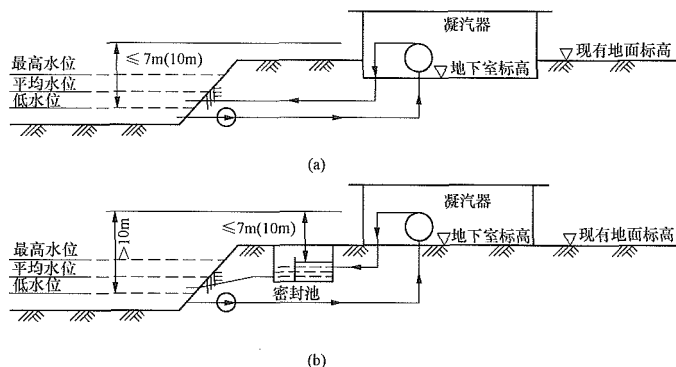 凝汽器
≤7m(10m)
现有地面标高
地下室标高
最高水位
平均水位
低水位
(a)
凝汽器
≤7m(10m)
>10m
现有地面标高
地下室标高
最高水位
平均水位
低水位
密封池
(b)